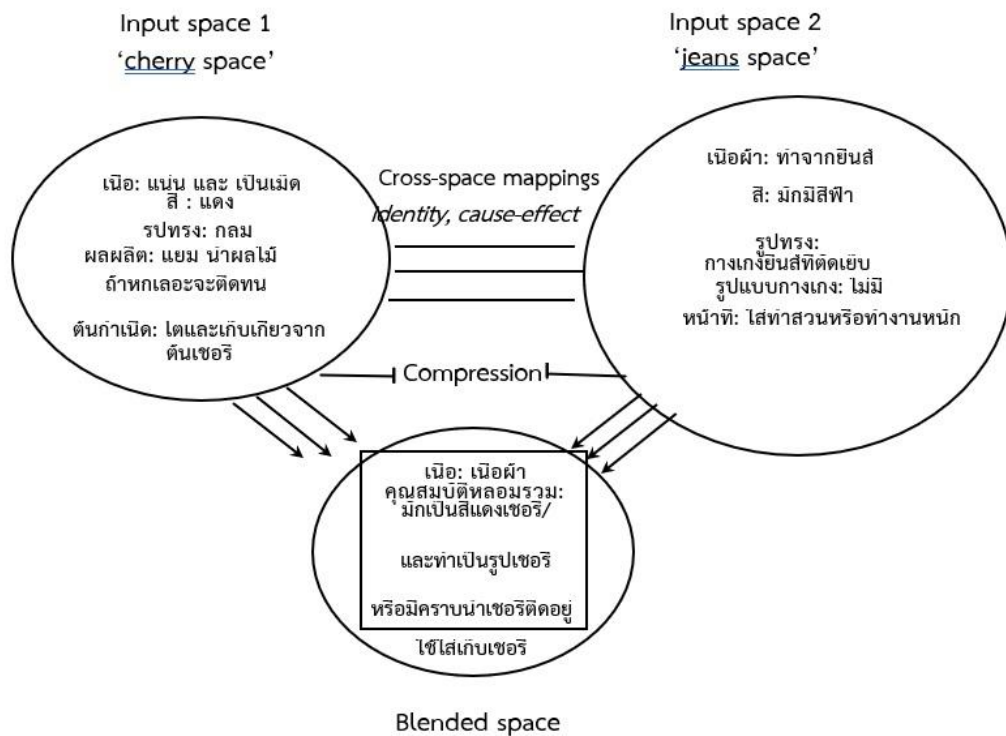 Input space 1
'cherry space'
Input space 2
'jeans space'
เนื้อ: แน่น และ เป็นเม็ด
สี : แดง
รูปทรง: กลม
ผลผลิต: แยม น้ำผลไม้
ถ้าหกเลอะจะติดทน
ต้นกำเนิด: โตและเก็บเกี่ยวจาก
ต้นเชอรี่
Cross-space mappings
identity, cause-effect
เนื้อผ้า: ทำจากยีนส์
สี: มักมีสีฟ้า
รูปทรง:
กางเกงยีนส์ที่ตัดเย็บ
รูปแบบกางเกง: ไม่มี
หน้าที่: ใส่ทำสวนหรือทำงานหนัก
Compression
เนื้อ: เนื้อผ้า
คุณสมบัติหลอมรวม:
มักเป็นสีแดงเชอรี่/
และทำเป็นรูปเชอรี่
หรือมีคราบน้ำเชอรี่ติดอยู่
ใช้ใส่เก็บเชอรี่
Blended space